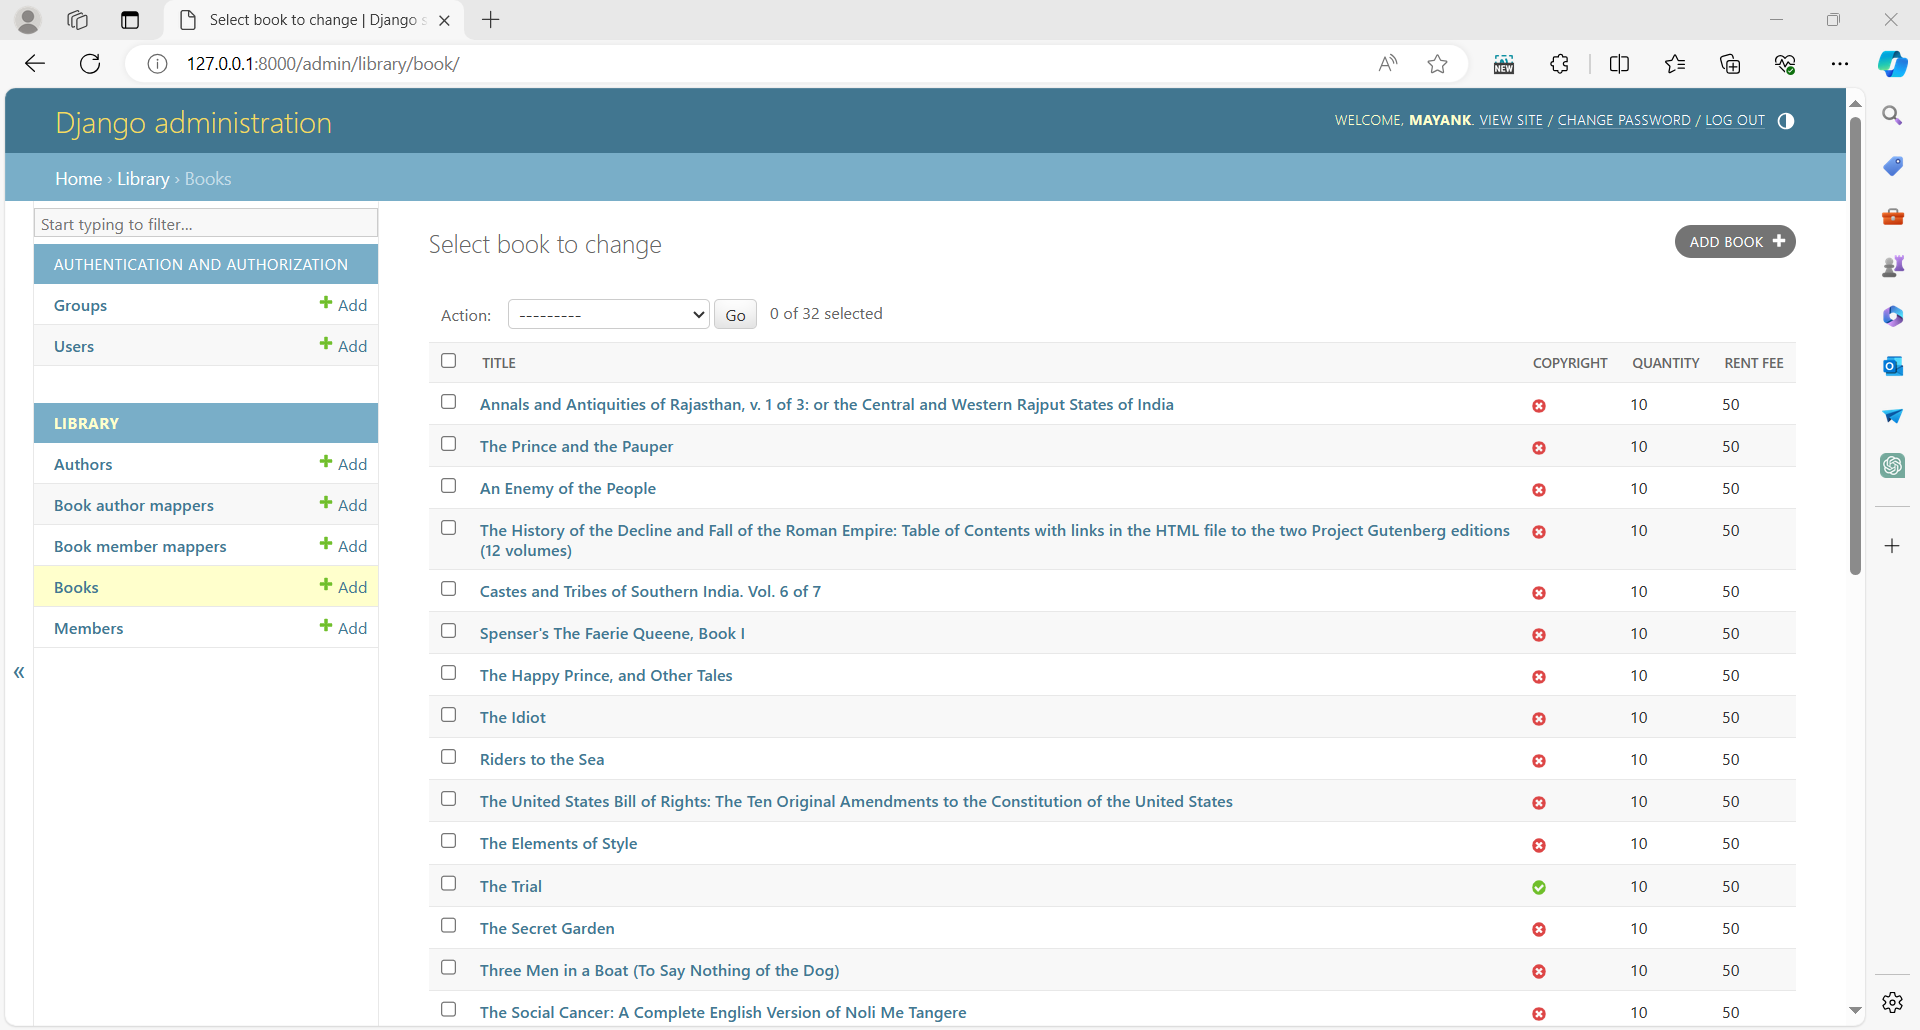 Select book to change | Django s
127.0.0.1:8000/admin/library/book/
NEW
Django administration
WELCOME, MAYANK. VIEW SITE / CHANGE PASSWORD / LOG OUT
Home › Library › Books
Start typing to filter...
AUTHENTICATION AND AUTHORIZATION
Groups Add
Users Add
LIBRARY
Authors Add
Book author mappers Add
Book member mappers Add
Books Add
Members Add
«
Select book to change
ADD BOOK
Action: --------- Go 0 of 32 selected
TITLE COPYRIGHT QUANTITY RENT FEE
Annals and Antiquities of Rajasthan, v. 1 of 3: or the Central and Western Rajput States of India 10 50
The Prince and the Pauper 10 50
An Enemy of the People 10 50
The History of the Decline and Fall of the Roman Empire: Table of Contents with links in the HTML file to the two Project Gutenberg editions 10 50
(12 volumes)
Castes and Tribes of Southern India. Vol. 6 of 7 10 50
Spenser's The Faerie Queene, Book I 10 50
The Happy Prince, and Other Tales 10 50
The Idiot 10 50
Riders to the Sea 10 50
The United States Bill of Rights: The Ten Original Amendments to the Constitution of the United States 10 50
The Elements of Style 10 50
The Trial 10 50
The Secret Garden 10 50
Three Men in a Boat (To Say Nothing of the Dog) 10 50
The Social Cancer: A Complete English Version of Noli Me Tangere 10 50